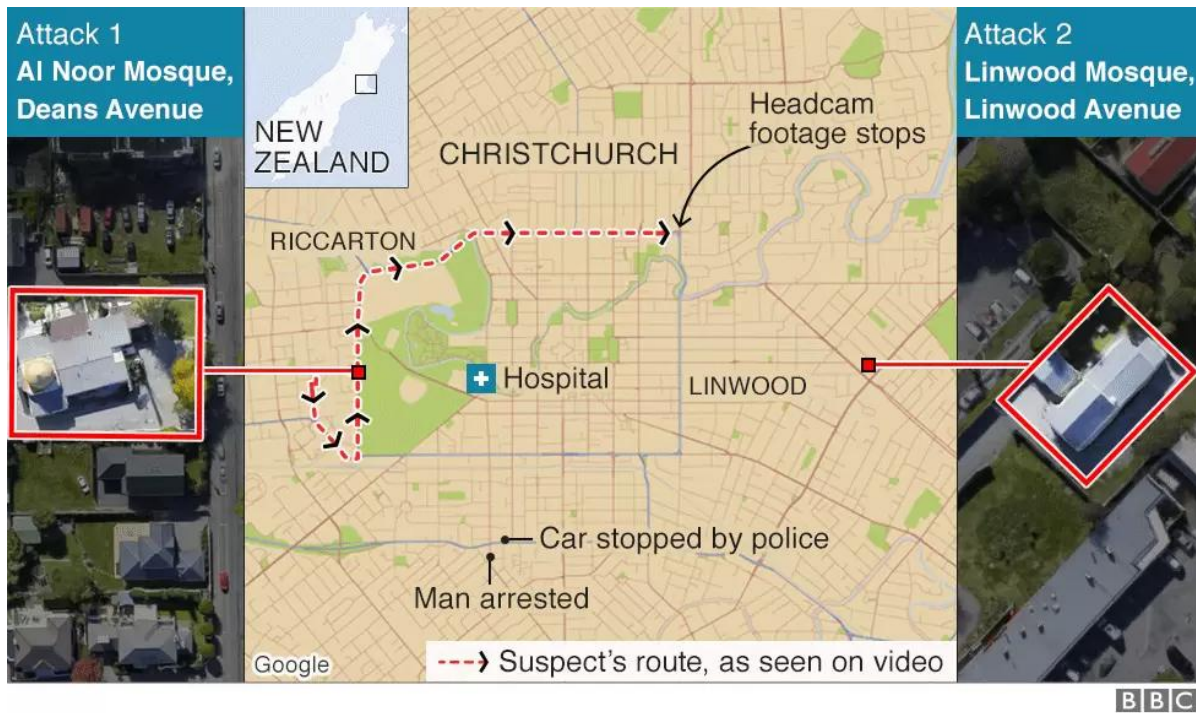 Attack 1
Al Noor Mosque,
Deans Avenue
NEW
ZEALAND
CHRISTCHURCH
Headcam
footage stops
Attack 2
Linwood Mosque,
Linwood Avenue
RICCARTON
Hospital
LINWOOD
Car stopped by police
Man arrested
Google
Suspect's route, as seen on video
BBC